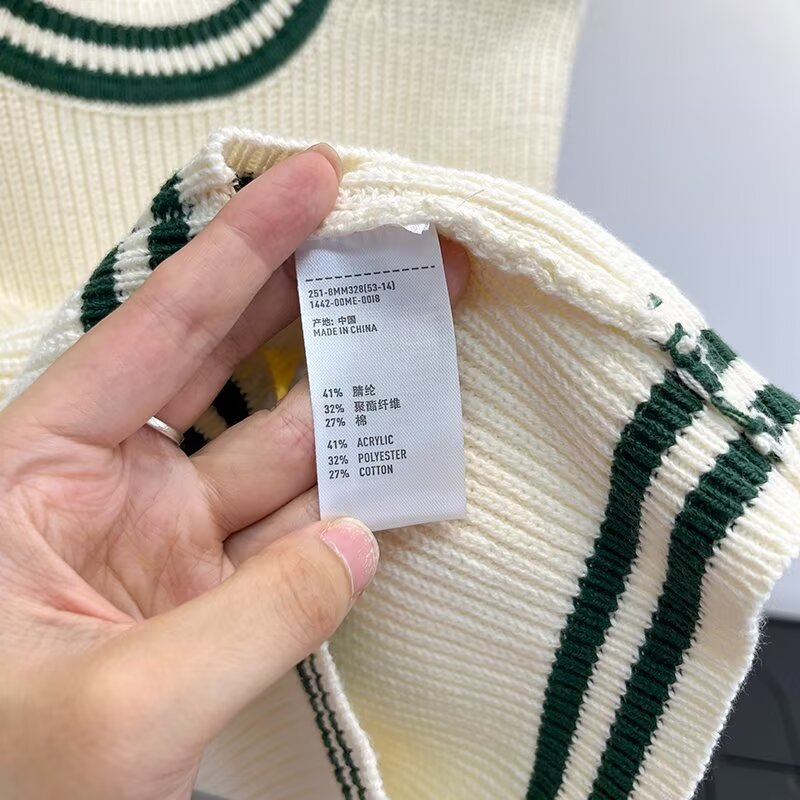 251-8MM328(53-14)
1442-00ME-0018
产地: 中国
MADE IN CHINA
41% 腈纶
32% 聚酯纤维
27% 棉
41% ACRYLIC
32% POLYESTER
27% COTTON